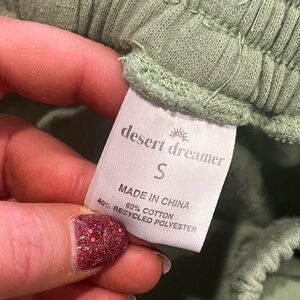 desert dreamer
S
MADE IN CHINA
60% COTTON
40% RECYCLED POLYESTER